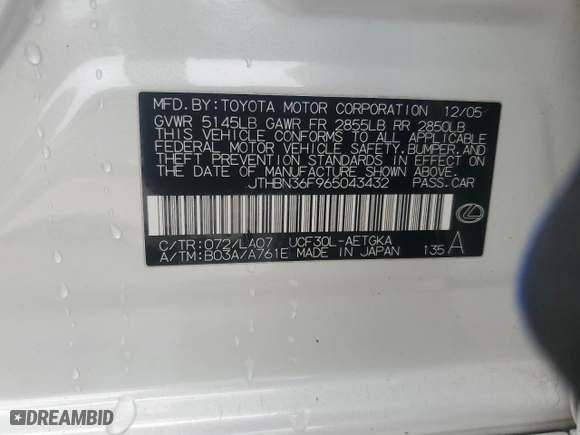 MFD. BY: TOYOTA MOTOR CORPORATION 12/05
GVWR 5145LB GAWR FR 2855LB RR 2850LB
THIS VEHICLE CONFORMS TO ALL APPLICABLE
FEDERAL MOTOR VEHICLE SAFETY, BUMPER, AND
THEFT PREVENTION STANDARDS IN EFFECT ON
THE DATE OF MANUFACTURE SHOWN ABOVE.
JTHBN36F965043432 PASS. CAR
C/TR: 072/LA07 UCF30L-AETGKA
A/TM: B03A/A761E MADE IN JAPAN 135 A
DREAMBID